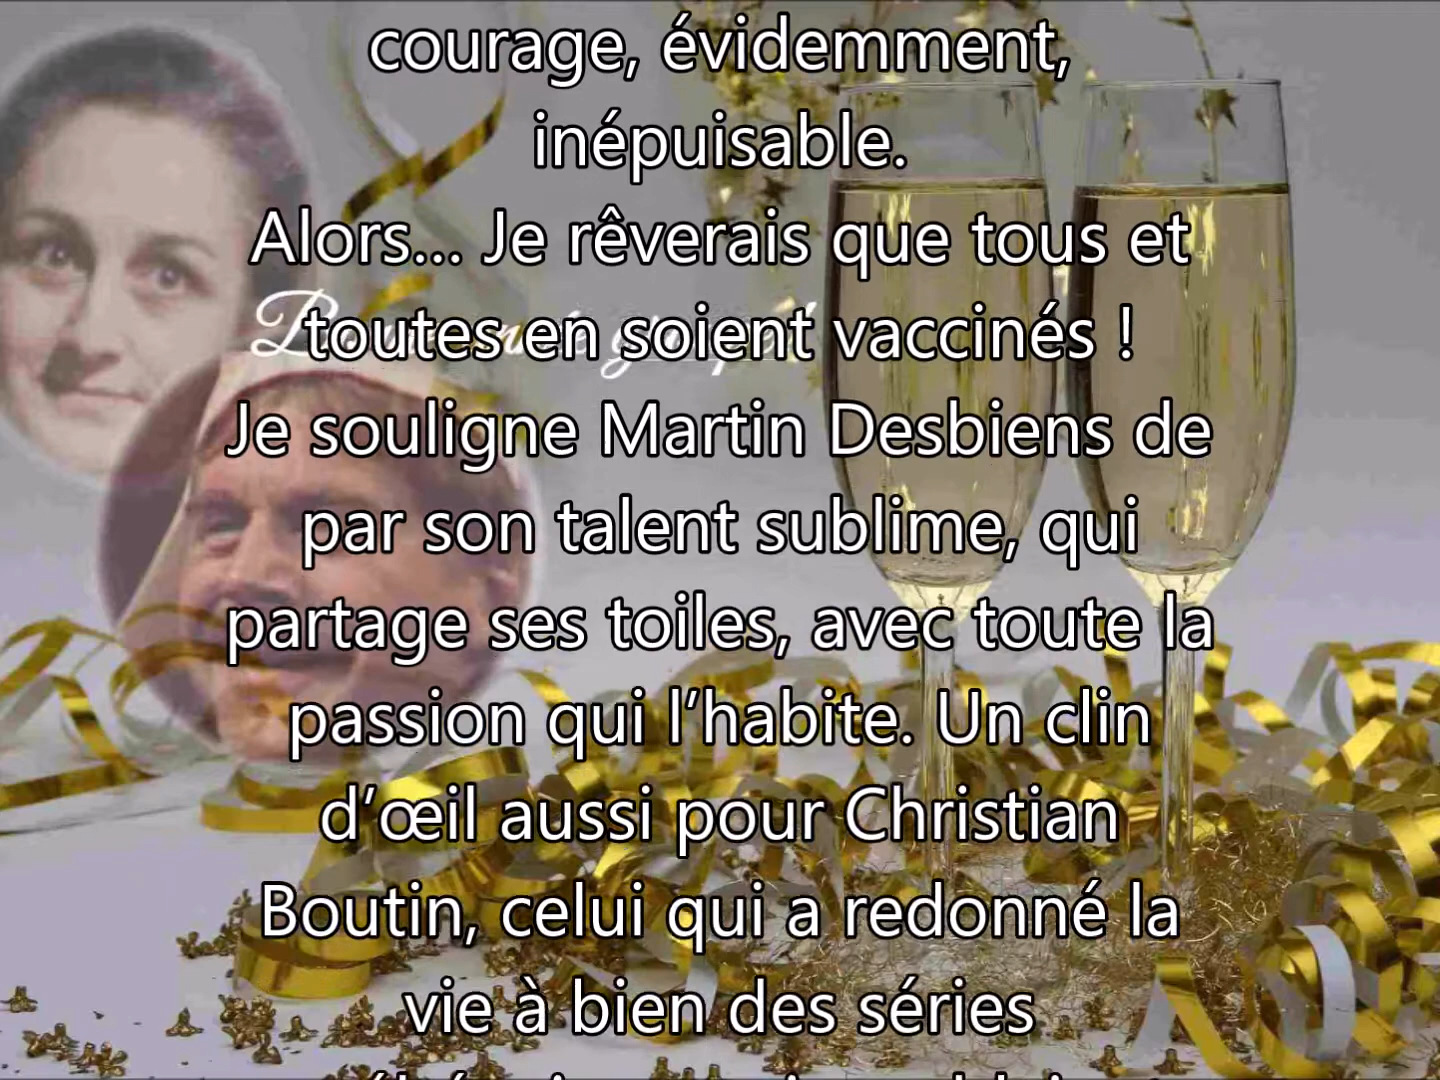 courage, évidemment,
inépuisable.
Alors... Je rêverais que tous et
toutes en soient vaccinés !
Je souligne Martin Desbiens de
par son talent sublime, qui
partage ses toiles, avec toute la
passion qui l’habite. Un clin
d’œil aussi pour Christian
Boutin, celui qui a redonné la
vie à bien des séries